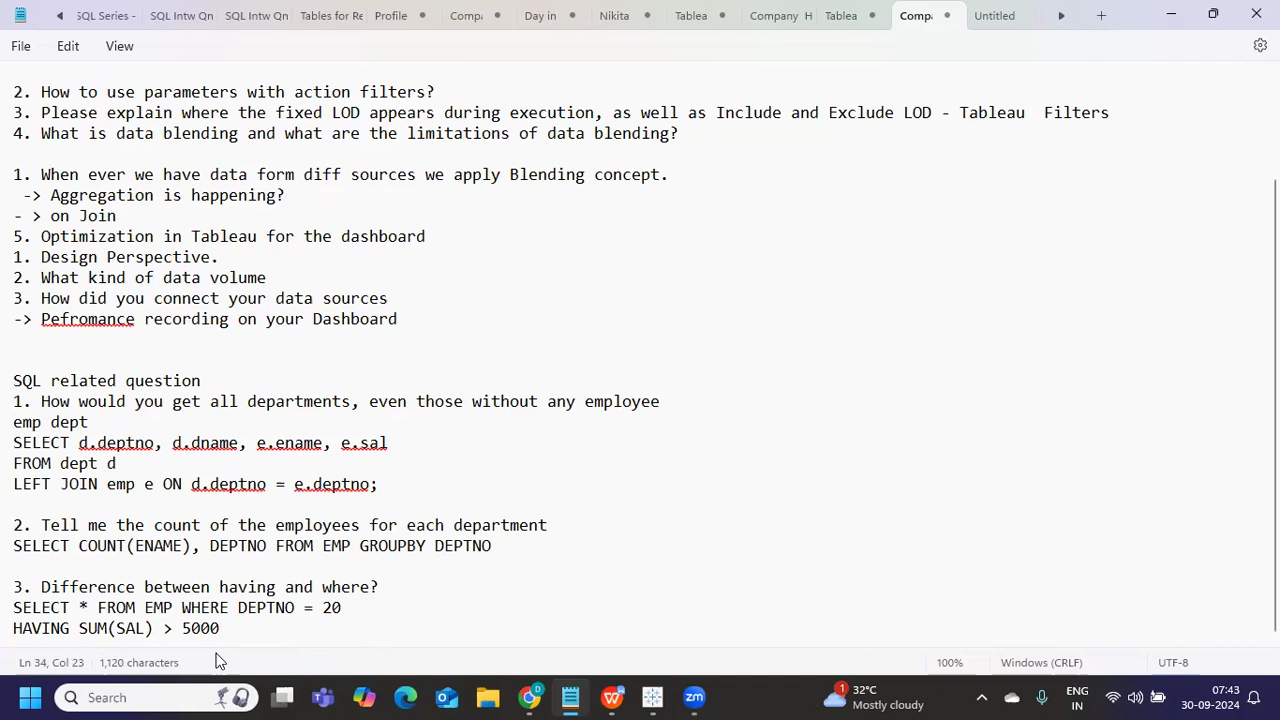 SQL Series -
SQL Intw Qn
SQL Intw Qn
Tables for Re
Profile
Compa
Day in
Nikita
Tablea
Company H
Tablea
Compa
Untitled
File Edit View
2. How to use parameters with action filters?
3. Please explain where the fixed LOD appears during execution, as well as Include and Exclude LOD - Tableau  Filters
4. What is data blending and what are the limitations of data blending?
1. When ever we have data form diff sources we apply Blending concept.
-> Aggregation is happening?
- > on Join
5. Optimization in Tableau for the dashboard
1. Design Perspective.
2. What kind of data volume
3. How did you connect your data sources
-> Pefromance recording on your Dashboard
SQL related question
1. How would you get all departments, even those without any employee
emp dept
SELECT d.deptno, d.dname, e.ename, e.sal
FROM dept d
LEFT JOIN emp e ON d.deptno = e.deptno;
2. Tell me the count of the employees for each department
SELECT COUNT(ENAME), DEPTNO FROM EMP GROUPBY DEPTNO
3. Difference between having and where?
SELECT * FROM EMP WHERE DEPTNO = 20
HAVING SUM(SAL) > 5000
Ln 34, Col 23 1,120 characters 100% Windows (CRLF) UTF-8
Search
1
32°C
Mostly cloudy
ENG
IN
07:43
30-09-2024